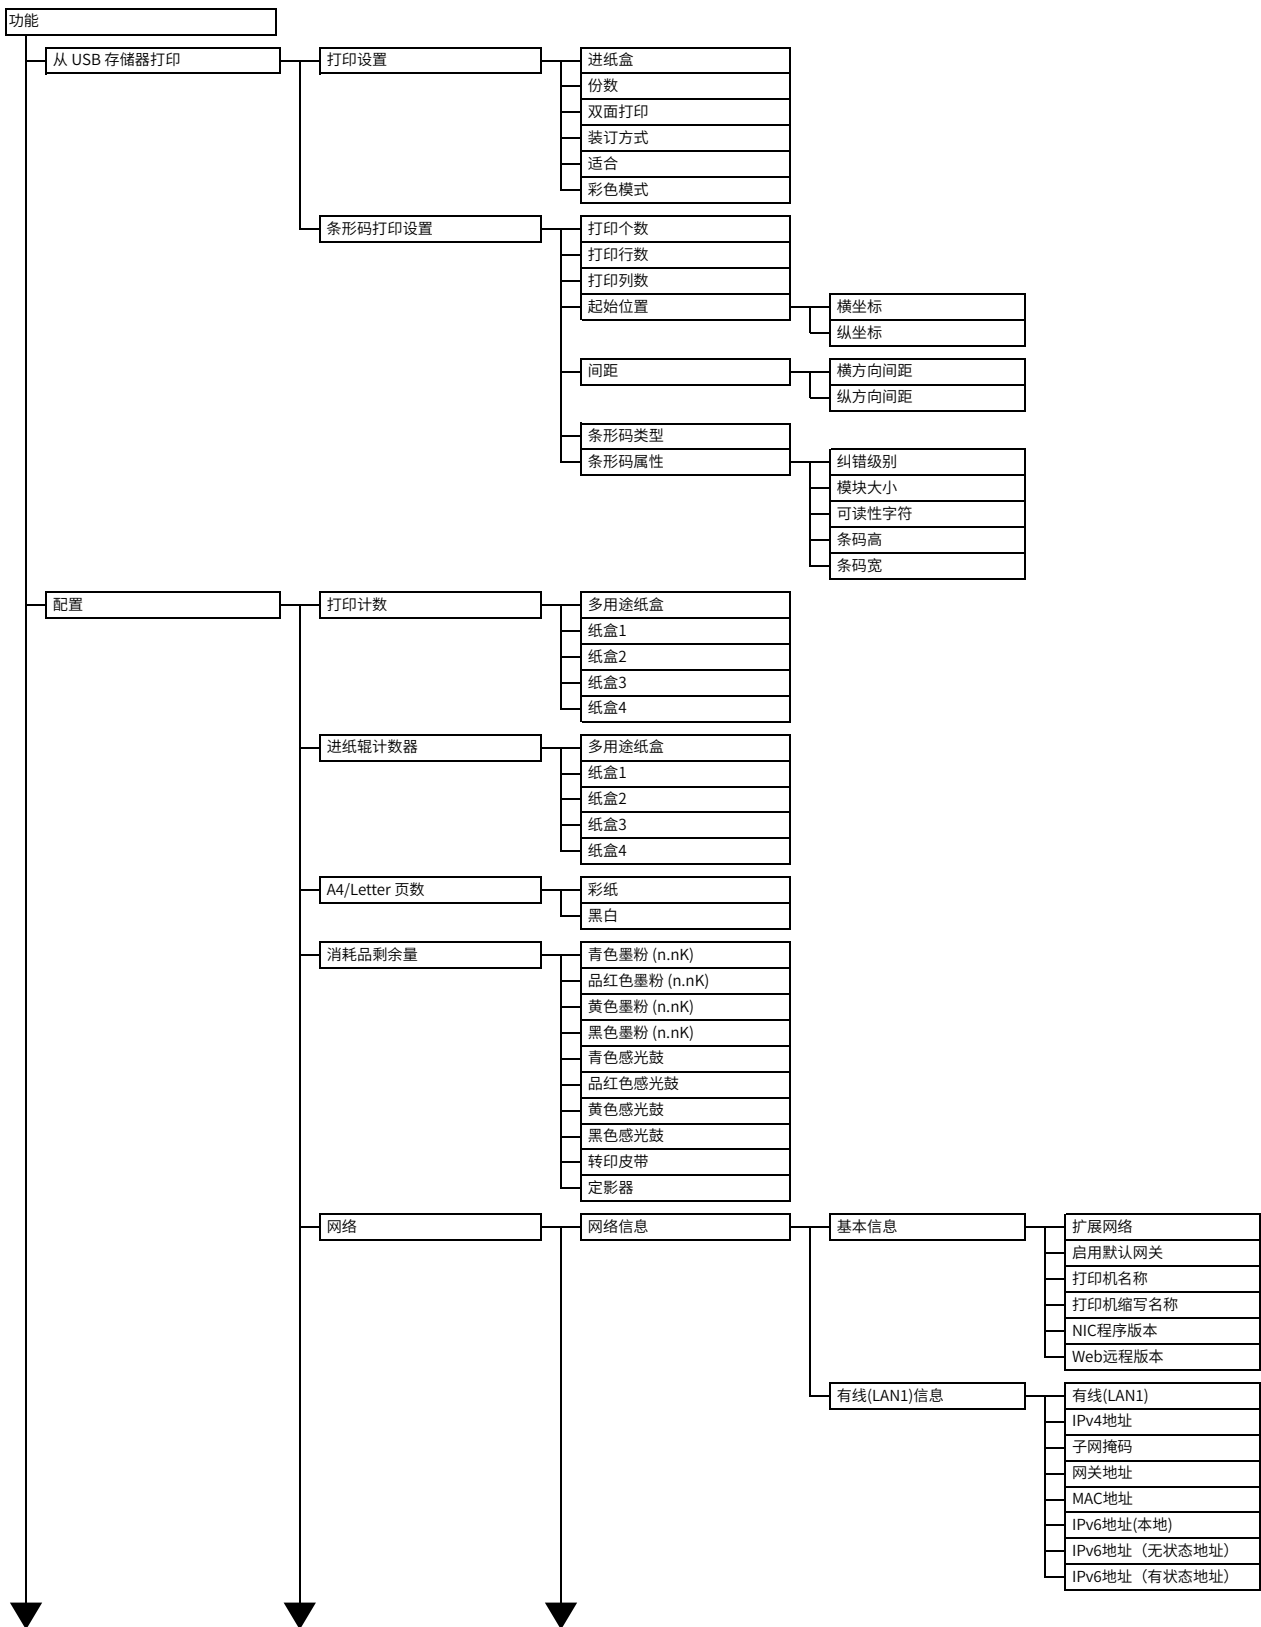 功能
从 USB 存储器打印
打印设置
进纸盒
份数
双面打印
装订方式
适合
彩色模式
条形码打印设置
打印个数
打印行数
打印列数
起始位置
横坐标
纵坐标
间距
横方向间距
纵方向间距
条形码类型
条形码属性
纠错级别
模块大小
可读性字符
条码高
条码宽
配置
打印计数
多用途纸盒
纸盒1
纸盒2
纸盒3
纸盒4
进纸辊计数器
多用途纸盒
纸盒1
纸盒2
纸盒3
纸盒4
A4/Letter 页数
彩纸
黑白
消耗品剩余量
青色墨粉 (n.nK)
品红色墨粉 (n.nK)
黄色墨粉 (n.nK)
黑色墨粉 (n.nK)
青色感光鼓
品红色感光鼓
黄色感光鼓
黑色感光鼓
转印皮带
定影器
网络
网络信息
基本信息
扩展网络
启用默认网关
打印机名称
打印机缩写名称
NIC程序版本
Web远程版本
有线(LAN1)信息
有线(LAN1)
IPv4地址
子网掩码
网关地址
MAC地址
IPv6地址(本地)
IPv6地址（无状态地址）
IPv6地址（有状态地址）